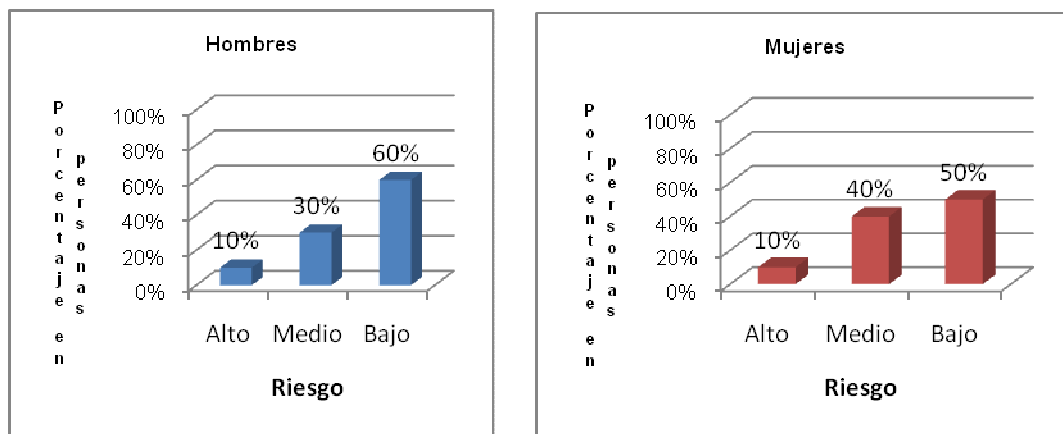 Hombres
Porcentaje en
personas
100%
80%
60%
40%
20%
0%
10%
30%
60%
Alto Medio Bajo
Riesgo
Mujeres
Porcentaje en
personas
100%
80%
60%
40%
20%
0%
10%
40%
50%
Alto Medio Bajo
Riesgo